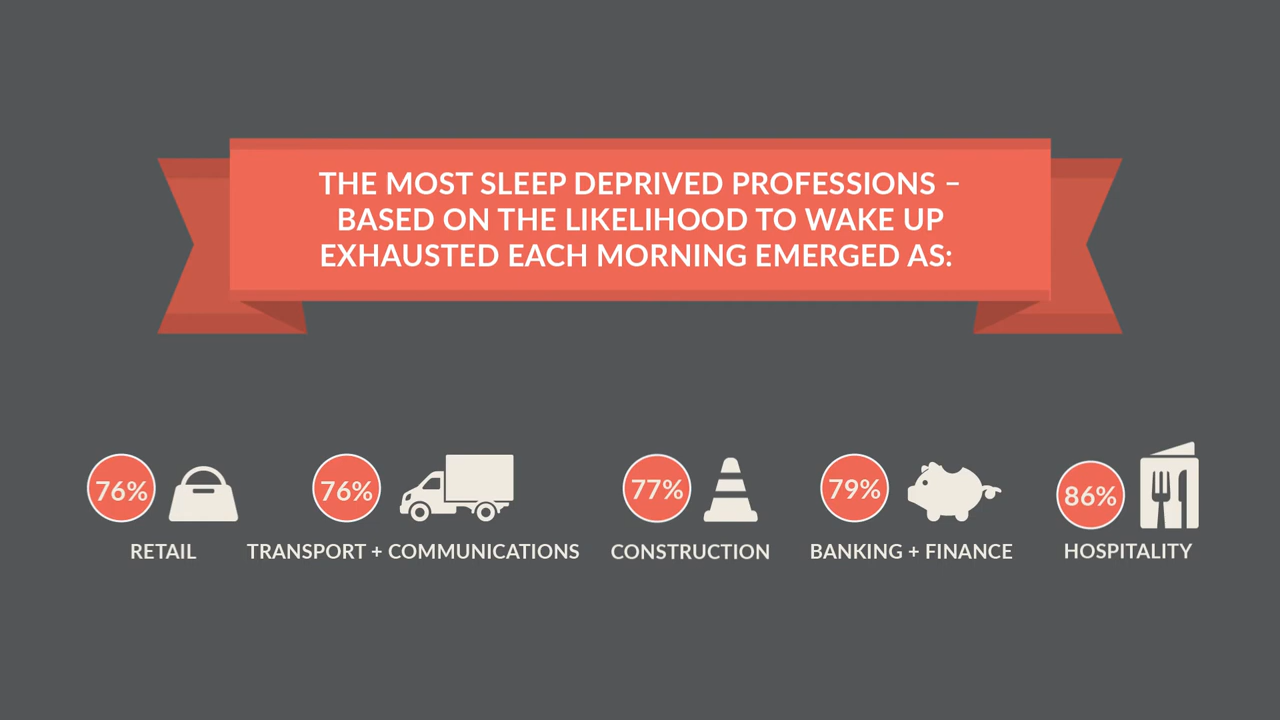 THE MOST SLEEP DEPRIVED PROFESSIONS –
BASED ON THE LIKELIHOOD TO WAKE UP
EXHAUSTED EACH MORNING EMERGED AS:
76%
RETAIL
76%
TRANSPORT + COMMUNICATIONS
77%
CONSTRUCTION
79%
BANKING + FINANCE
86%
HOSPITALITY